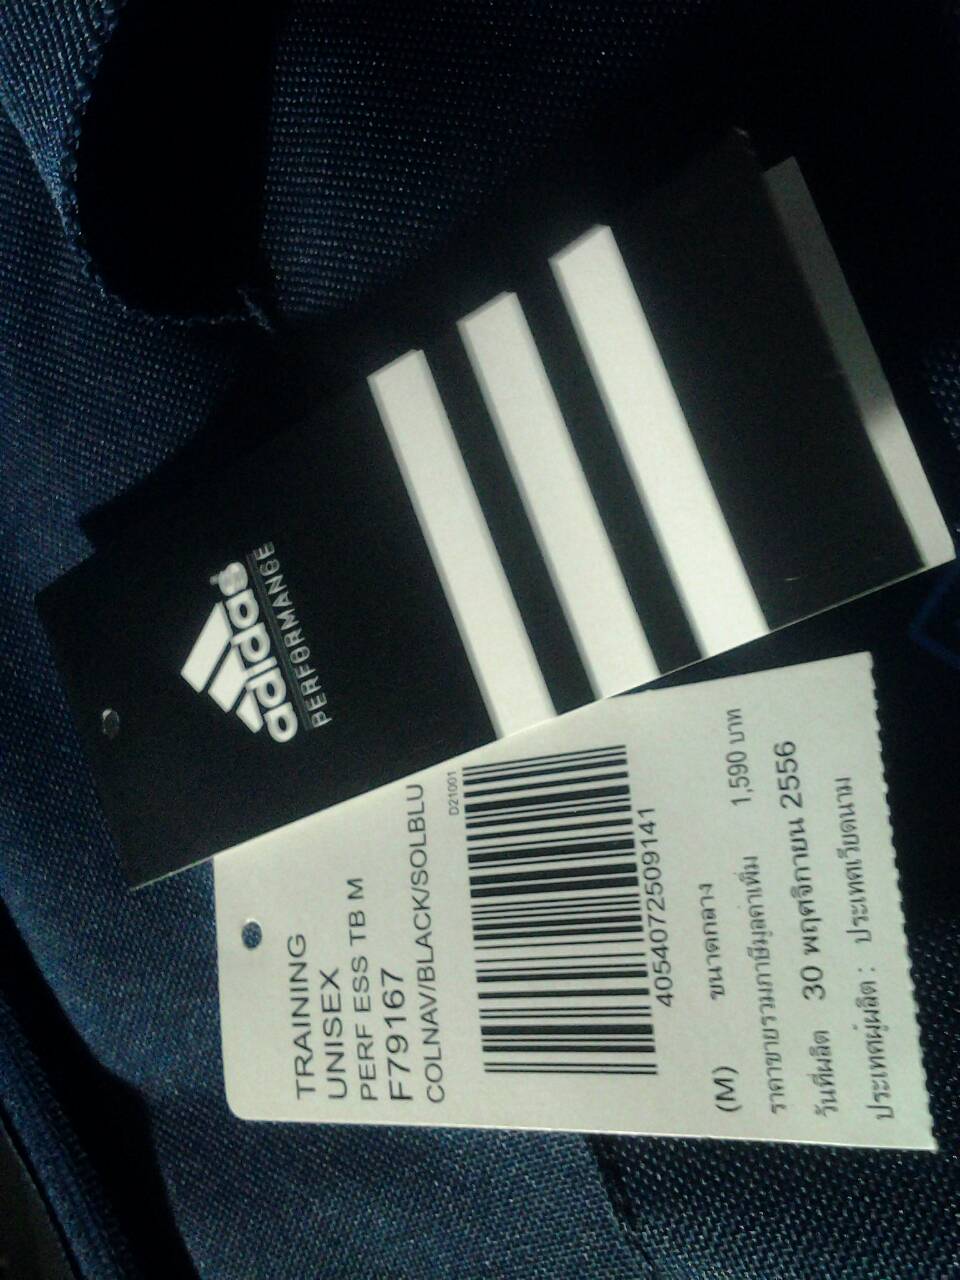 adidas
PERFORMANCE
TRAINING
UNISEX
PERF ESS TB M
F79167
COLNAV/BLACK/SOLBLU
D21001
4054072509141
(M) ขนาดกลาง
ราคาขายรวมภาษีมูลค่าเพิ่ม 1,590 บาท
วันที่ผลิต 30 พฤศจิกายน 2556
ประเทศผู้ผลิต : ประเทศเวียดนาม